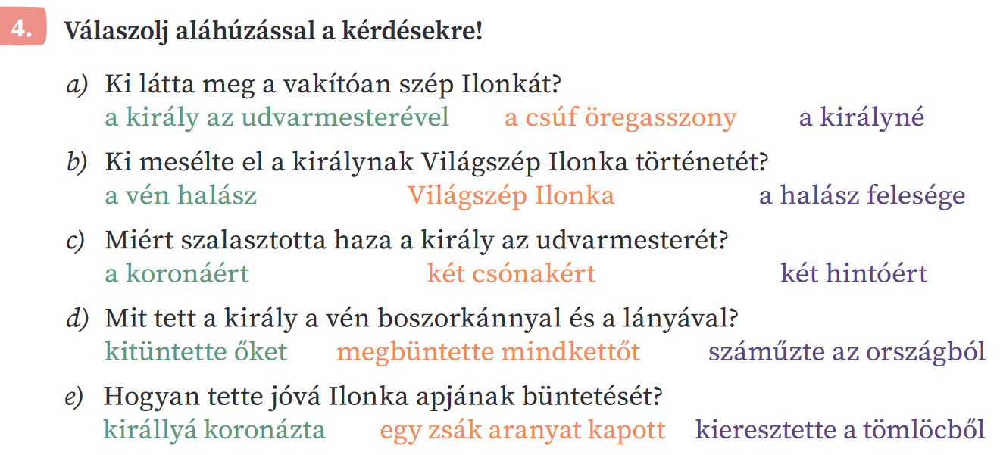 4. Válaszolj aláhúzással a kérdésekre!
a) Ki látta meg a vakítóan szép Ilonkát?
a király az udvarmesterével a csúf öregasszony a királyné
b) Ki mesélte el a királynak Világszép Ilonka történetét?
a vén halász Világszép Ilonka a halász felesége
c) Miért szalasztotta haza a király az udvarmesterét?
a koronáért két csónakért két hintóért
d) Mit tett a király a vén boszorkánnyal és a lányával?
kitüntette őket megbüntette mindkettőt száműzte az országból
e) Hogyan tette jóvá Ilonka apjának büntetését?
királlyá koronázta egy zsák aranyat kapott kieresztette a tömlöcből